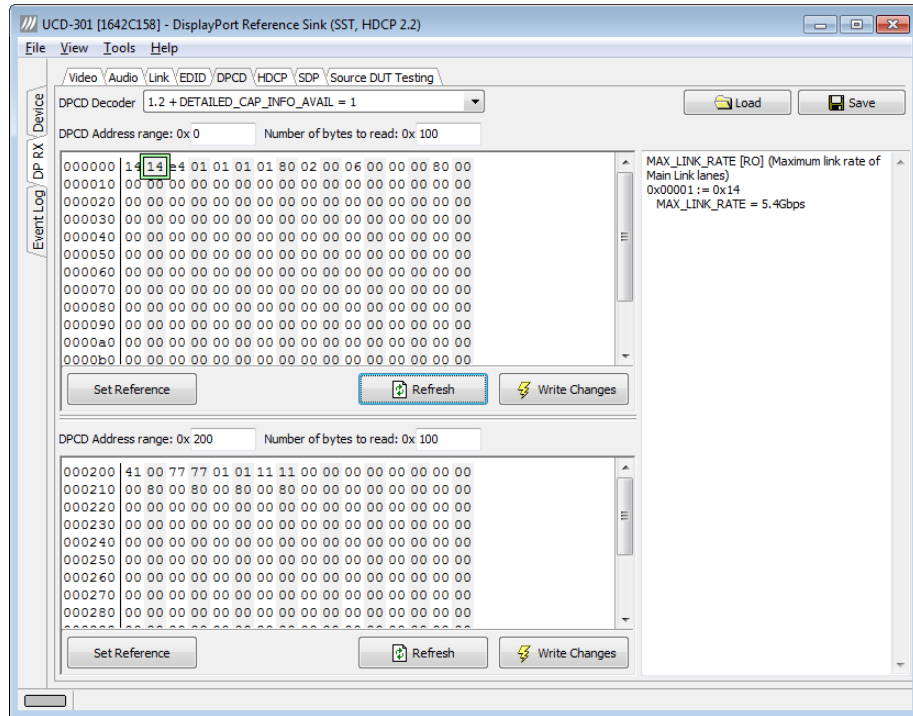 UCD-301 [1642C158] - DisplayPort Reference Sink (SST, HDCP 2.2)
File View Tools Help
Video Audio Link EDID DPCD HDCP SDP Source DUT Testing
Device
DP RX
Event Log
DPCD Decoder 1.2 + DETAILED_CAP_INFO_AVAIL = 1 Load Save
DPCD Address range: 0x 0 Number of bytes to read: 0x 100
000000 14 14 e4 01 01 01 01 80 02 00 06 00 00 00 80 00
000010 00 00 00 00 00 00 00 00 00 00 00 00 00 00 00 00
000020 00 00 00 00 00 00 00 00 00 00 00 00 00 00 00 00
000030 00 00 00 00 00 00 00 00 00 00 00 00 00 00 00 00
000040 00 00 00 00 00 00 00 00 00 00 00 00 00 00 00 00
000050 00 00 00 00 00 00 00 00 00 00 00 00 00 00 00 00
000060 00 00 00 00 00 00 00 00 00 00 00 00 00 00 00 00
000070 00 00 00 00 00 00 00 00 00 00 00 00 00 00 00 00
000080 00 00 00 00 00 00 00 00 00 00 00 00 00 00 00 00
000090 00 00 00 00 00 00 00 00 00 00 00 00 00 00 00 00
0000a0 00 00 00 00 00 00 00 00 00 00 00 00 00 00 00 00
0000b0 00 00 00 00 00 00 00 00 00 00 00 00 00 00 00 00
Set Reference Refresh Write Changes
DPCD Address range: 0x 200 Number of bytes to read: 0x 100
000200 41 00 77 77 01 01 11 11 00 00 00 00 00 00 00 00
000210 00 80 00 80 00 80 00 80 00 00 00 00 00 00 00 00
000220 00 00 00 00 00 00 00 00 00 00 00 00 00 00 00 00
000230 00 00 00 00 00 00 00 00 00 00 00 00 00 00 00 00
000240 00 00 00 00 00 00 00 00 00 00 00 00 00 00 00 00
000250 00 00 00 00 00 00 00 00 00 00 00 00 00 00 00 00
000260 00 00 00 00 00 00 00 00 00 00 00 00 00 00 00 00
000270 00 00 00 00 00 00 00 00 00 00 00 00 00 00 00 00
000280 00 00 00 00 00 00 00 00 00 00 00 00 00 00 00 00
Set Reference Refresh Write Changes
MAX_LINK_RATE [RO] (Maximum link rate of
Main Link lanes)
0x00001 := 0x14
MAX_LINK_RATE = 5.4Gbps